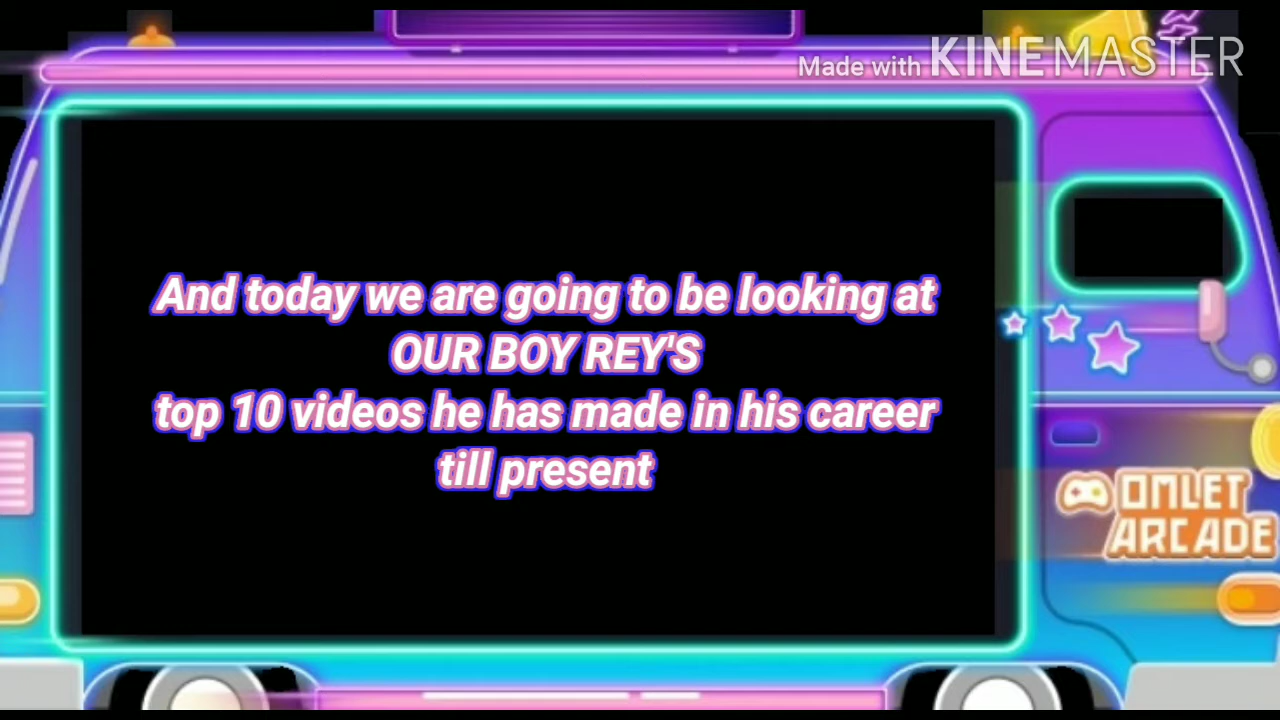 Made with KINEMASTER
And today we are going to be looking at
OUR BOY REY'S
top 10 videos he has made in his career
till present
OMLET
ARCADE